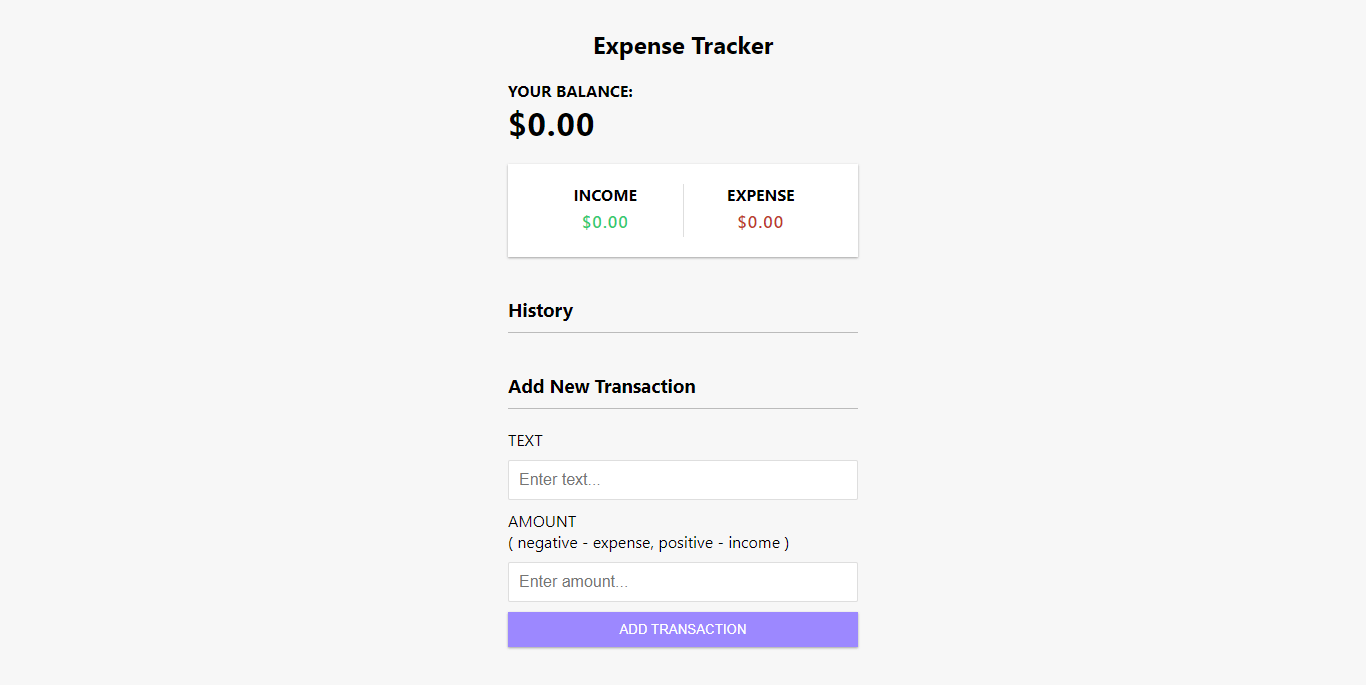 Expense Tracker
YOUR BALANCE:
$0.00
INCOME
$0.00
EXPENSE
$0.00
History
Add New Transaction
TEXT
Enter text...
AMOUNT
( negative - expense, positive - income )
Enter amount...
ADD TRANSACTION